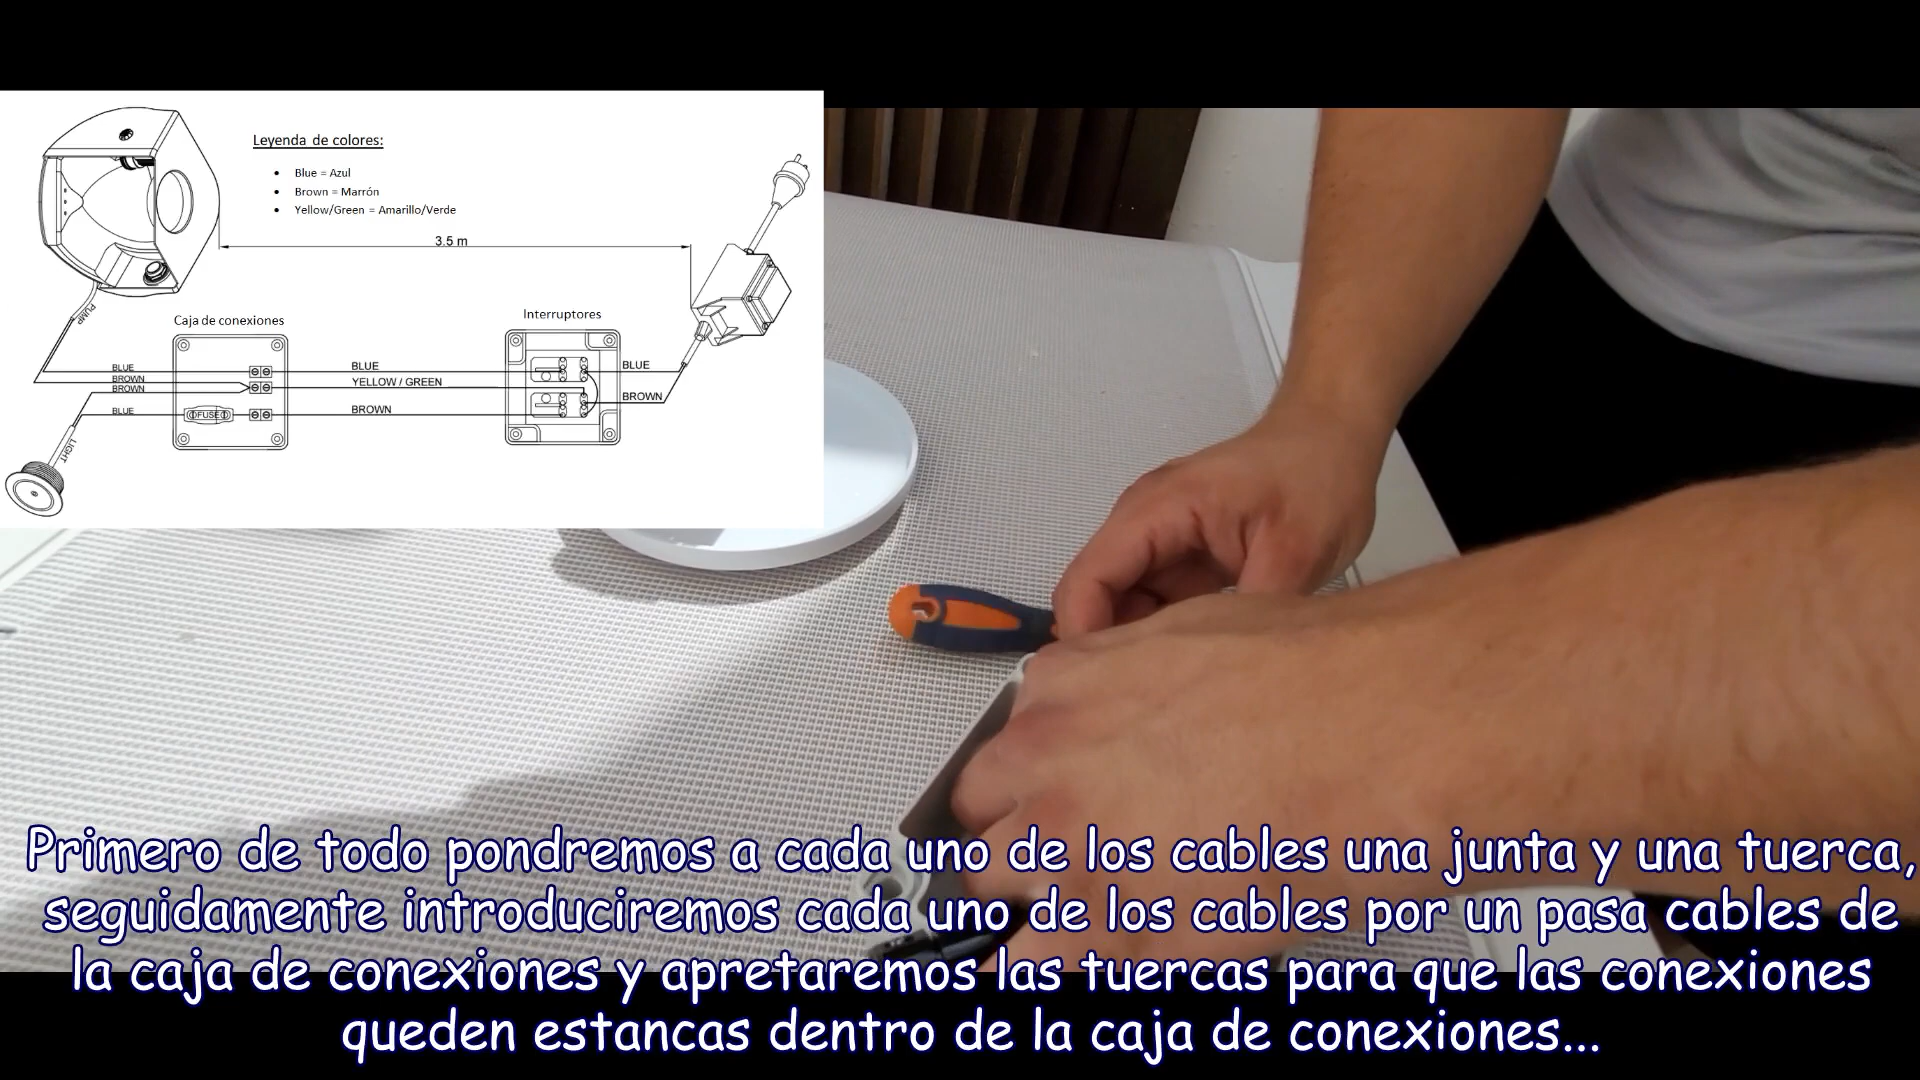 Leyenda de colores:
Blue = Azul
Brown = Marrón
Yellow/Green = Amarillo/Verde
3.5 m
PUMP
Caja de conexiones
Interruptores
BLUE
BROWN
BROWN
BLUE
FUSE
BLUE
YELLOW / GREEN
BROWN
BLUE
BROWN
LIGHT
Primero de todo pondremos a cada uno de los cables una junta y una tuerca,
seguidamente introduciremos cada uno de los cables por un pasa cables de
la caja de conexiones y apretaremos las tuercas para que las conexiones
queden estancas dentro de la caja de conexiones...